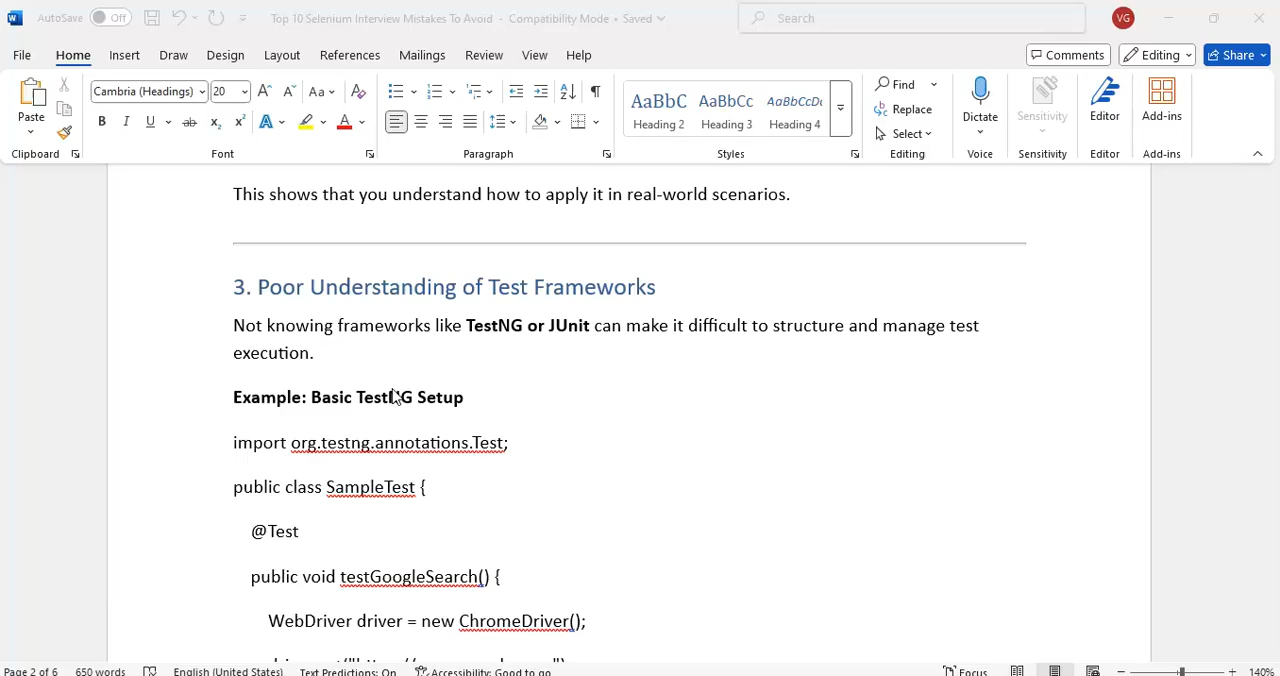 AutoSave Off Top 10 Selenium Interview Mistakes To Avoid - Compatibility Mode • Saved Search VG
File Home Insert Draw Design Layout References Mailings Review View Help Comments Editing Share
Cambria (Headings) 20 Aa AaBbC AaBbCc AaBbCcDc Find
Paste Heading 2 Heading 3 Heading 4 Replace Dictate Sensitivity Editor Add-ins
Select
Clipboard Font Paragraph Styles Editing Voice Sensitivity Editor Add-ins
This shows that you understand how to apply it in real-world scenarios.
3. Poor Understanding of Test Frameworks
Not knowing frameworks like TestNG or JUnit can make it difficult to structure and manage test
execution.
Example: Basic TestNG Setup
import org.testng.annotations.Test;
public class SampleTest {
@Test
public void testGoogleSearch() {
WebDriver driver = new ChromeDriver();
Page 2 of 6 650 words English (United States) Text Predictions: On Accessibility: Good to go Focus 140%